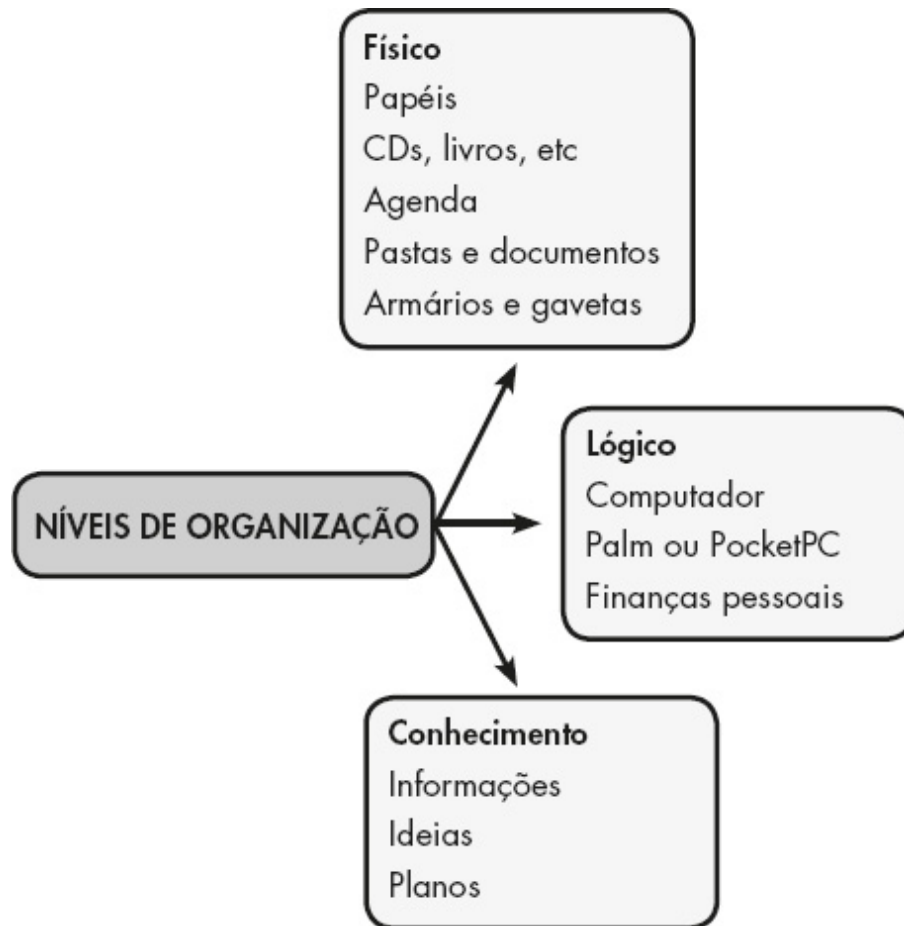 Físico
Papéis
CDs, livros, etc
Agenda
Pastas e documentos
Armários e gavetas
NÍVEIS DE ORGANIZAÇÃO
Lógico
Computador
Palm ou PocketPC
Finanças pessoais
Conhecimento
Informações
Ideias
Planos